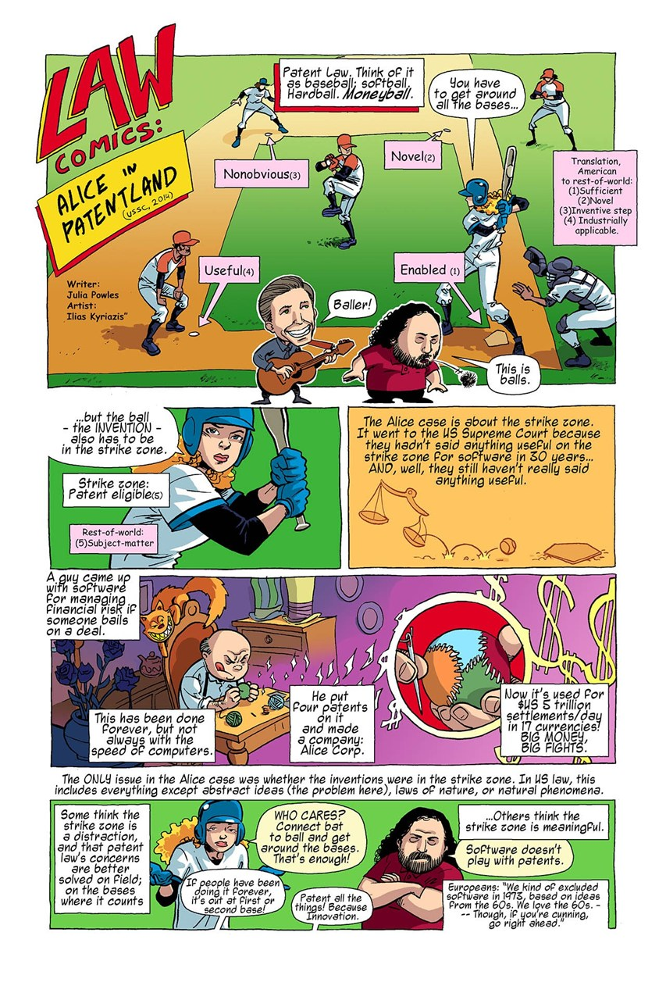 LAW
COMICS:
ALICE IN
PATENTLAND
(USSC, 2014)
Patent Law. Think of it
as baseball; softball.
Hardball. Moneyball.
You have
to get around
all the bases...
Nonobvious(3)
Novel(2)
Translation,
American
to rest-of-world:
(1)Sufficient
(2)Novel
(3)Inventive step
(4) Industrially
applicable.
Useful(4)
Enabled (1)
Writer:
Julia Powles
Artist:
Ilias Kyriazis"
Baller!
This is
balls.
...but the ball
- the INVENTION -
also has to be
in the strike zone.
Strike zone:
Patent eligible(5)
Rest-of-world:
(5)Subject-matter
The Alice case is about the strike zone.
It went to the US Supreme Court because
they hadn't said anything useful on the
strike zone for software in 30 years...
AND, well, they still haven't really said
anything useful.
A guy came up
with software
for managing
financial risk if
someone bails
on a deal.
This has been done
forever, but not
always with the
speed of computers.
He put
four patents
on it
and made
a company:
Alice Corp.
Now it's used for
$US 5 trillion
settlements/day
in 17 currencies!
BIG MONEY,
BIG FIGHTS.
The ONLY issue in the Alice case was whether the inventions were in the strike zone. In US law, this
includes everything except abstract ideas (the problem here), laws of nature, or natural phenomena.
Some think the
strike zone is
a distraction,
and that patent
law's concerns
are better
solved on field;
on the bases
where it counts
WHO CARES?
Connect bat
to ball and get
around the bases.
That's enough!
If people have been
doing it forever,
it's out at first or
second base!
Patent all the
things! Because
Innovation.
...Others think the
strike zone is meaningful.
Software doesn't
play with patents.
Europeans: "We kind of excluded
software in 1973, based on ideas
from the 60s. We love the 60s. -
-- Though, if you're cunning,
go right ahead."